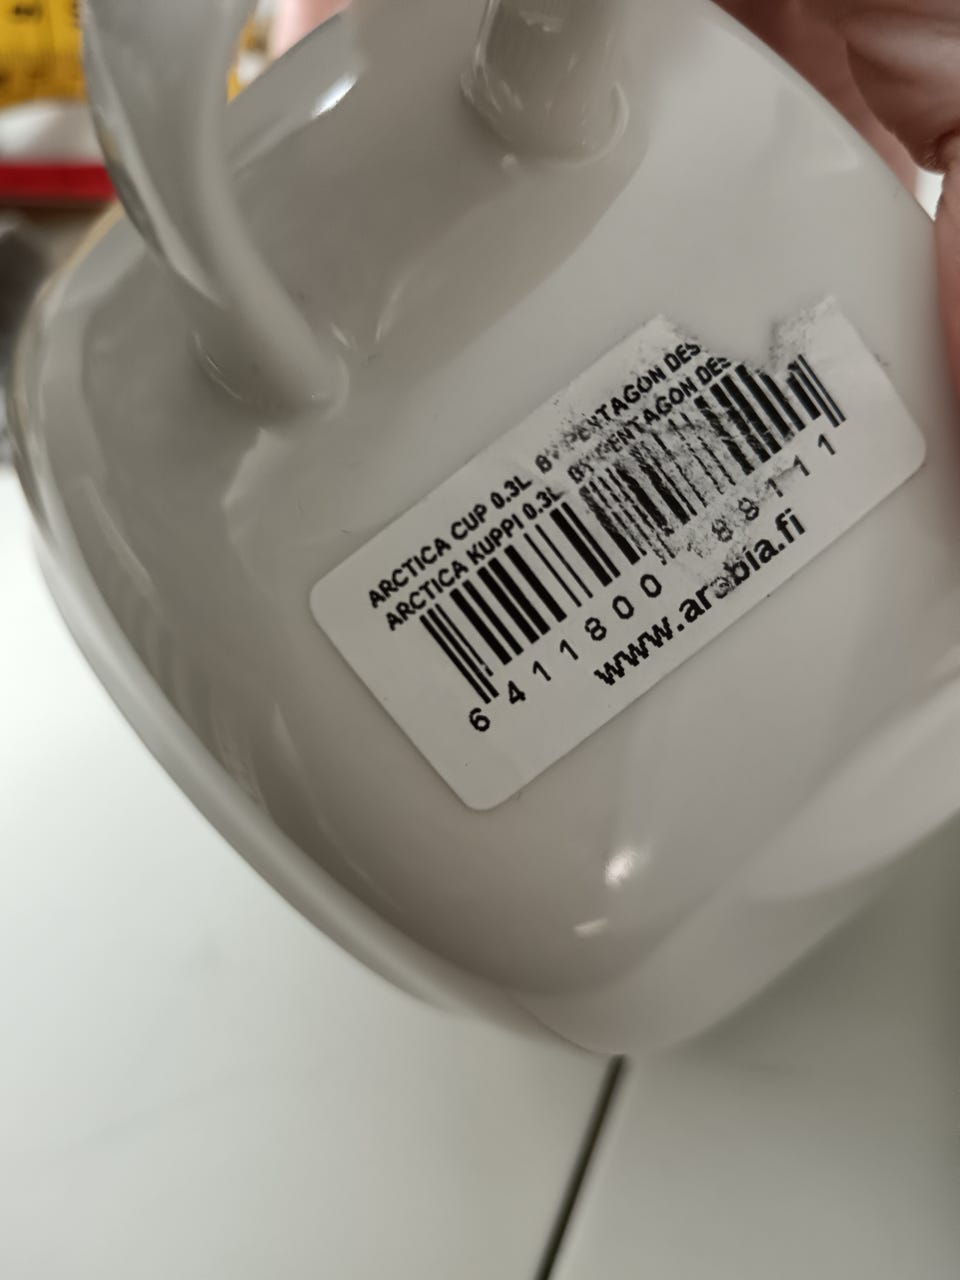 ARCTICA CUP 0.3L BY PENTAGON DES
ARCTICA KUPPI 0.3L BY PENTAGON DES
6 411800 188111
www.arabia.fi